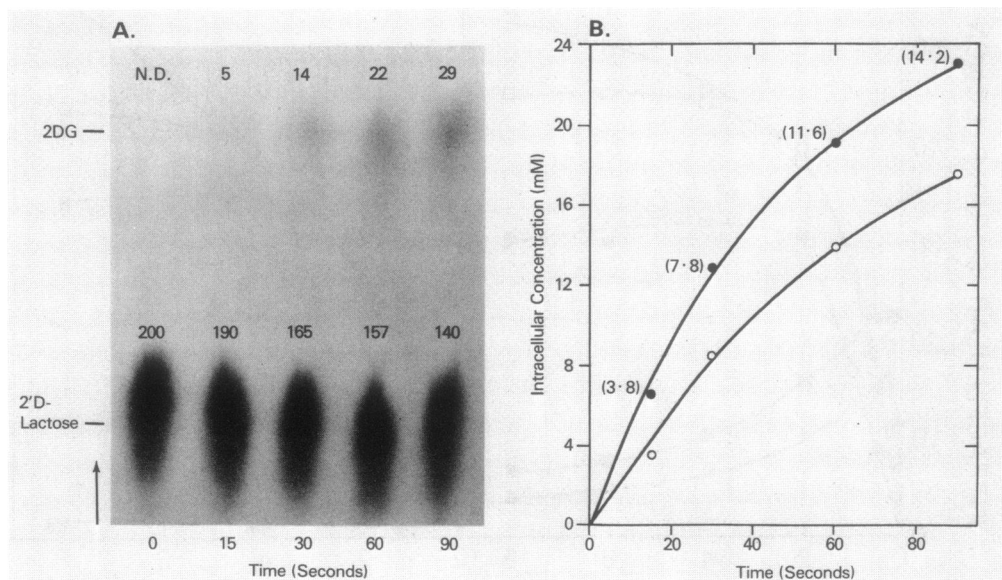 A.
N.D. 5 14 22 29
2DG
200 190 165 157 140
2'D-
Lactose
0 15 30 60 90
Time (Seconds)
B.
24
20
16
12
8
4
0
Intracellular Concentration (mM)
(14·2)
(11·6)
(7·8)
(3·8)
0 20 40 60 80
Time (Seconds)